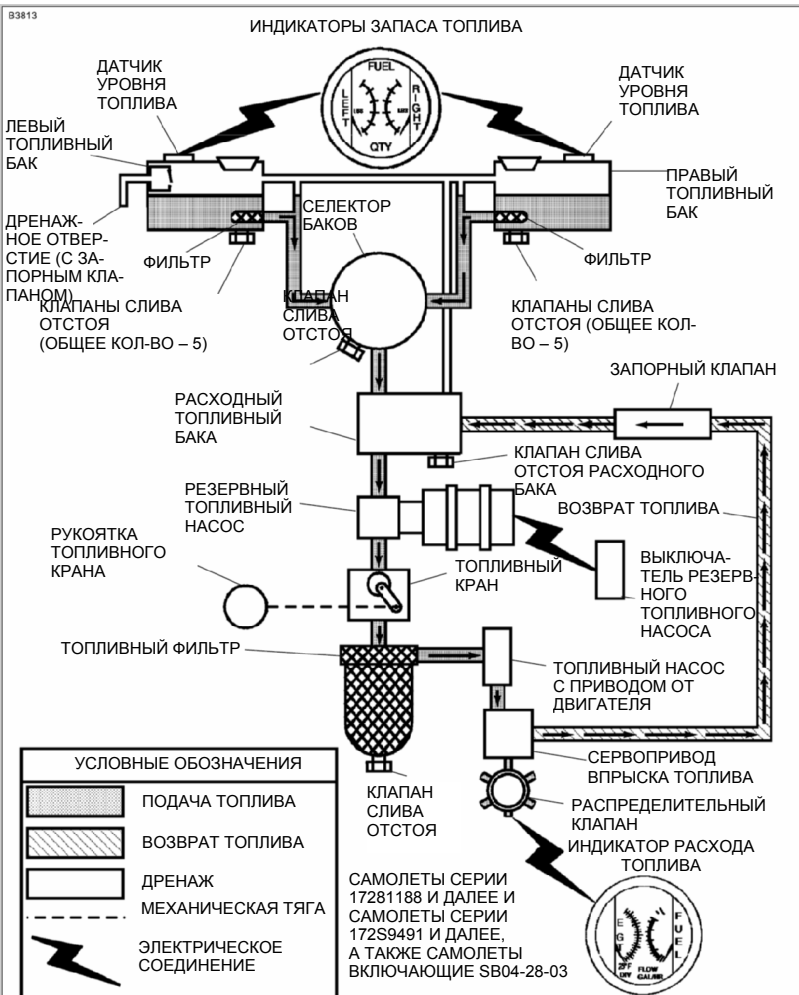 B3813
ИНДИКАТОРЫ ЗАПАСА ТОПЛИВА
ДАТЧИК
УРОВНЯ
ТОПЛИВА
FUEL
LEFT
RIGHT
QTY
ДАТЧИК
УРОВНЯ
ТОПЛИВА
ЛЕВЫЙ
ТОПЛИВНЫЙ
БАК
ПРАВЫЙ
ТОПЛИВНЫЙ
БАК
ДРЕНАЖ-
НОЕ ОТВЕР-
СТИЕ (С ЗА-
ПОРНЫМ КЛА-
ПАНОМ)
СЕЛЕКТОР
БАКОВ
ФИЛЬТР
ФИЛЬТР
КЛАПАНЫ СЛИВА
ОТСТОЯ
(ОБЩЕЕ КОЛ-ВО – 5)
КЛАПАН
СЛИВА
ОТСТОЯ
КЛАПАНЫ СЛИВА
ОТСТОЯ (ОБЩЕЕ КОЛ-
ВО – 5)
ЗАПОРНЫЙ КЛАПАН
РАСХОДНЫЙ
ТОПЛИВНЫЙ
БАКА
КЛАПАН СЛИВА
ОТСТОЯ РАСХОДНОГО
БАКА
РЕЗЕРВНЫЙ
ТОПЛИВНЫЙ
НАСОС
ВОЗВРАТ ТОПЛИВА
РУКОЯТКА
ТОПЛИВНОГО
КРАНА
ТОПЛИВНЫЙ
КРАН
ВЫКЛЮЧА-
ТЕЛЬ РЕЗЕРВ-
НОГО
ТОПЛИВНОГО
НАСОСА
ТОПЛИВНЫЙ ФИЛЬТР
ТОПЛИВНЫЙ НАСОС
С ПРИВОДОМ ОТ
ДВИГАТЕЛЯ
СЕРВОПРИВОД
ВПРЫСКА ТОПЛИВА
КЛАПАН
СЛИВА
ОТСТОЯ
РАСПРЕДЕЛИТЕЛЬНЫЙ
КЛАПАН
ИНДИКАТОР РАСХОДА
ТОПЛИВА
УСЛОВНЫЕ ОБОЗНАЧЕНИЯ
ПОДАЧА ТОПЛИВА
ВОЗВРАТ ТОПЛИВА
ДРЕНАЖ
МЕХАНИЧЕСКАЯ ТЯГА
ЭЛЕКТРИЧЕСКОЕ
СОЕДИНЕНИЕ
САМОЛЕТЫ СЕРИИ
17281188 И ДАЛЕЕ И
САМОЛЕТЫ СЕРИИ
172S9491 И ДАЛЕЕ,
А ТАКЖЕ САМОЛЕТЫ
ВКЛЮЧАЮЩИЕ SB04-28-03
FUEL
25°F
DIV
FLOW
GAL/HR